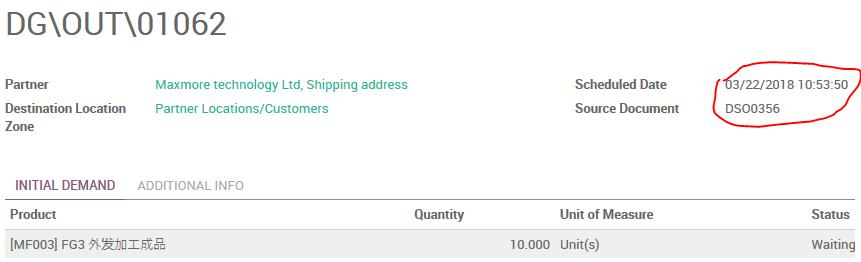 DG\OUT\01062
Partner Maxmore technology Ltd, Shipping address Scheduled Date 03/22/2018 10:53:50
Destination Location Zone Partner Locations/Customers Source Document DSO0356
INITIAL DEMAND ADDITIONAL INFO
Product Quantity Unit of Measure Status
[MF003] FG3 外发加工成品 10.000 Unit(s) Waiting